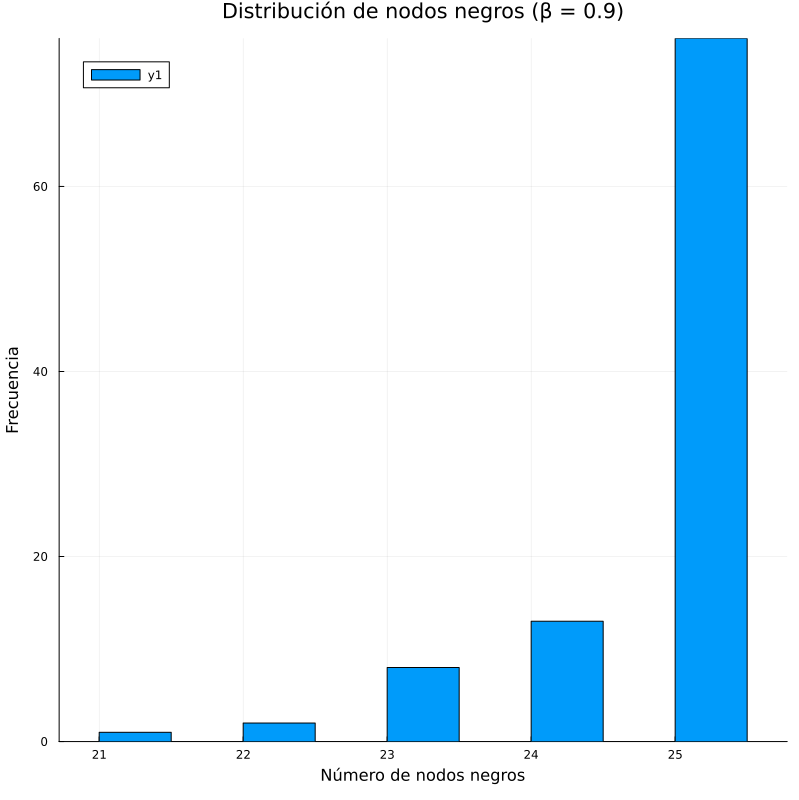 Distribución de nodos negros (β = 0.9)
y1
60
40
20
0
Frecuencia
21 22 23 24 25
Número de nodos negros